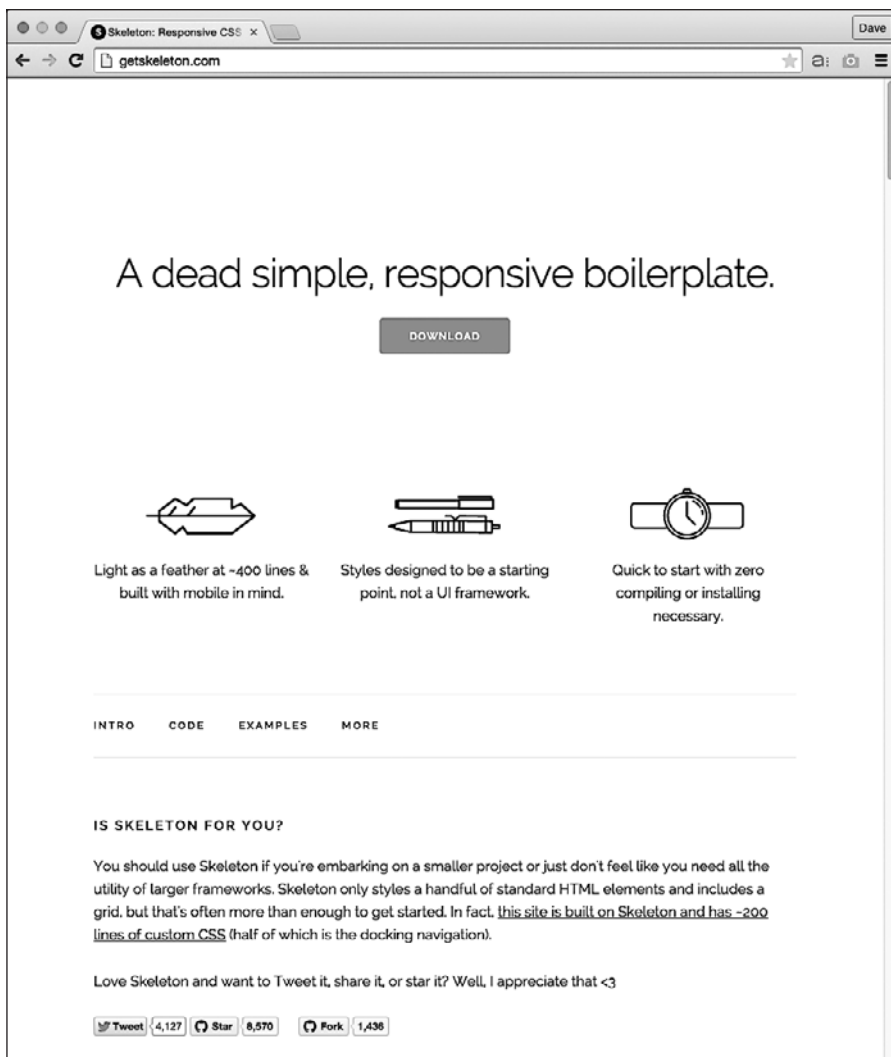 Skeleton: Responsive CSS
Dave
getskeleton.com
A dead simple, responsive boilerplate.
DOWNLOAD
Light as a feather at ~400 lines &
built with mobile in mind.
Styles designed to be a starting
point, not a UI framework.
Quick to start with zero
compiling or installing
necessary.
INTRO CODE EXAMPLES MORE
IS SKELETON FOR YOU?
You should use Skeleton if you're embarking on a smaller project or just don't feel like you need all the
utility of larger frameworks. Skeleton only styles a handful of standard HTML elements and includes a
grid, but that's often more than enough to get started. In fact, this site is built on Skeleton and has ~200
lines of custom CSS (half of which is the docking navigation).
Love Skeleton and want to Tweet it, share it, or star it? Well, I appreciate that <3
Tweet 4,127 Star 8,570 Fork 1,436